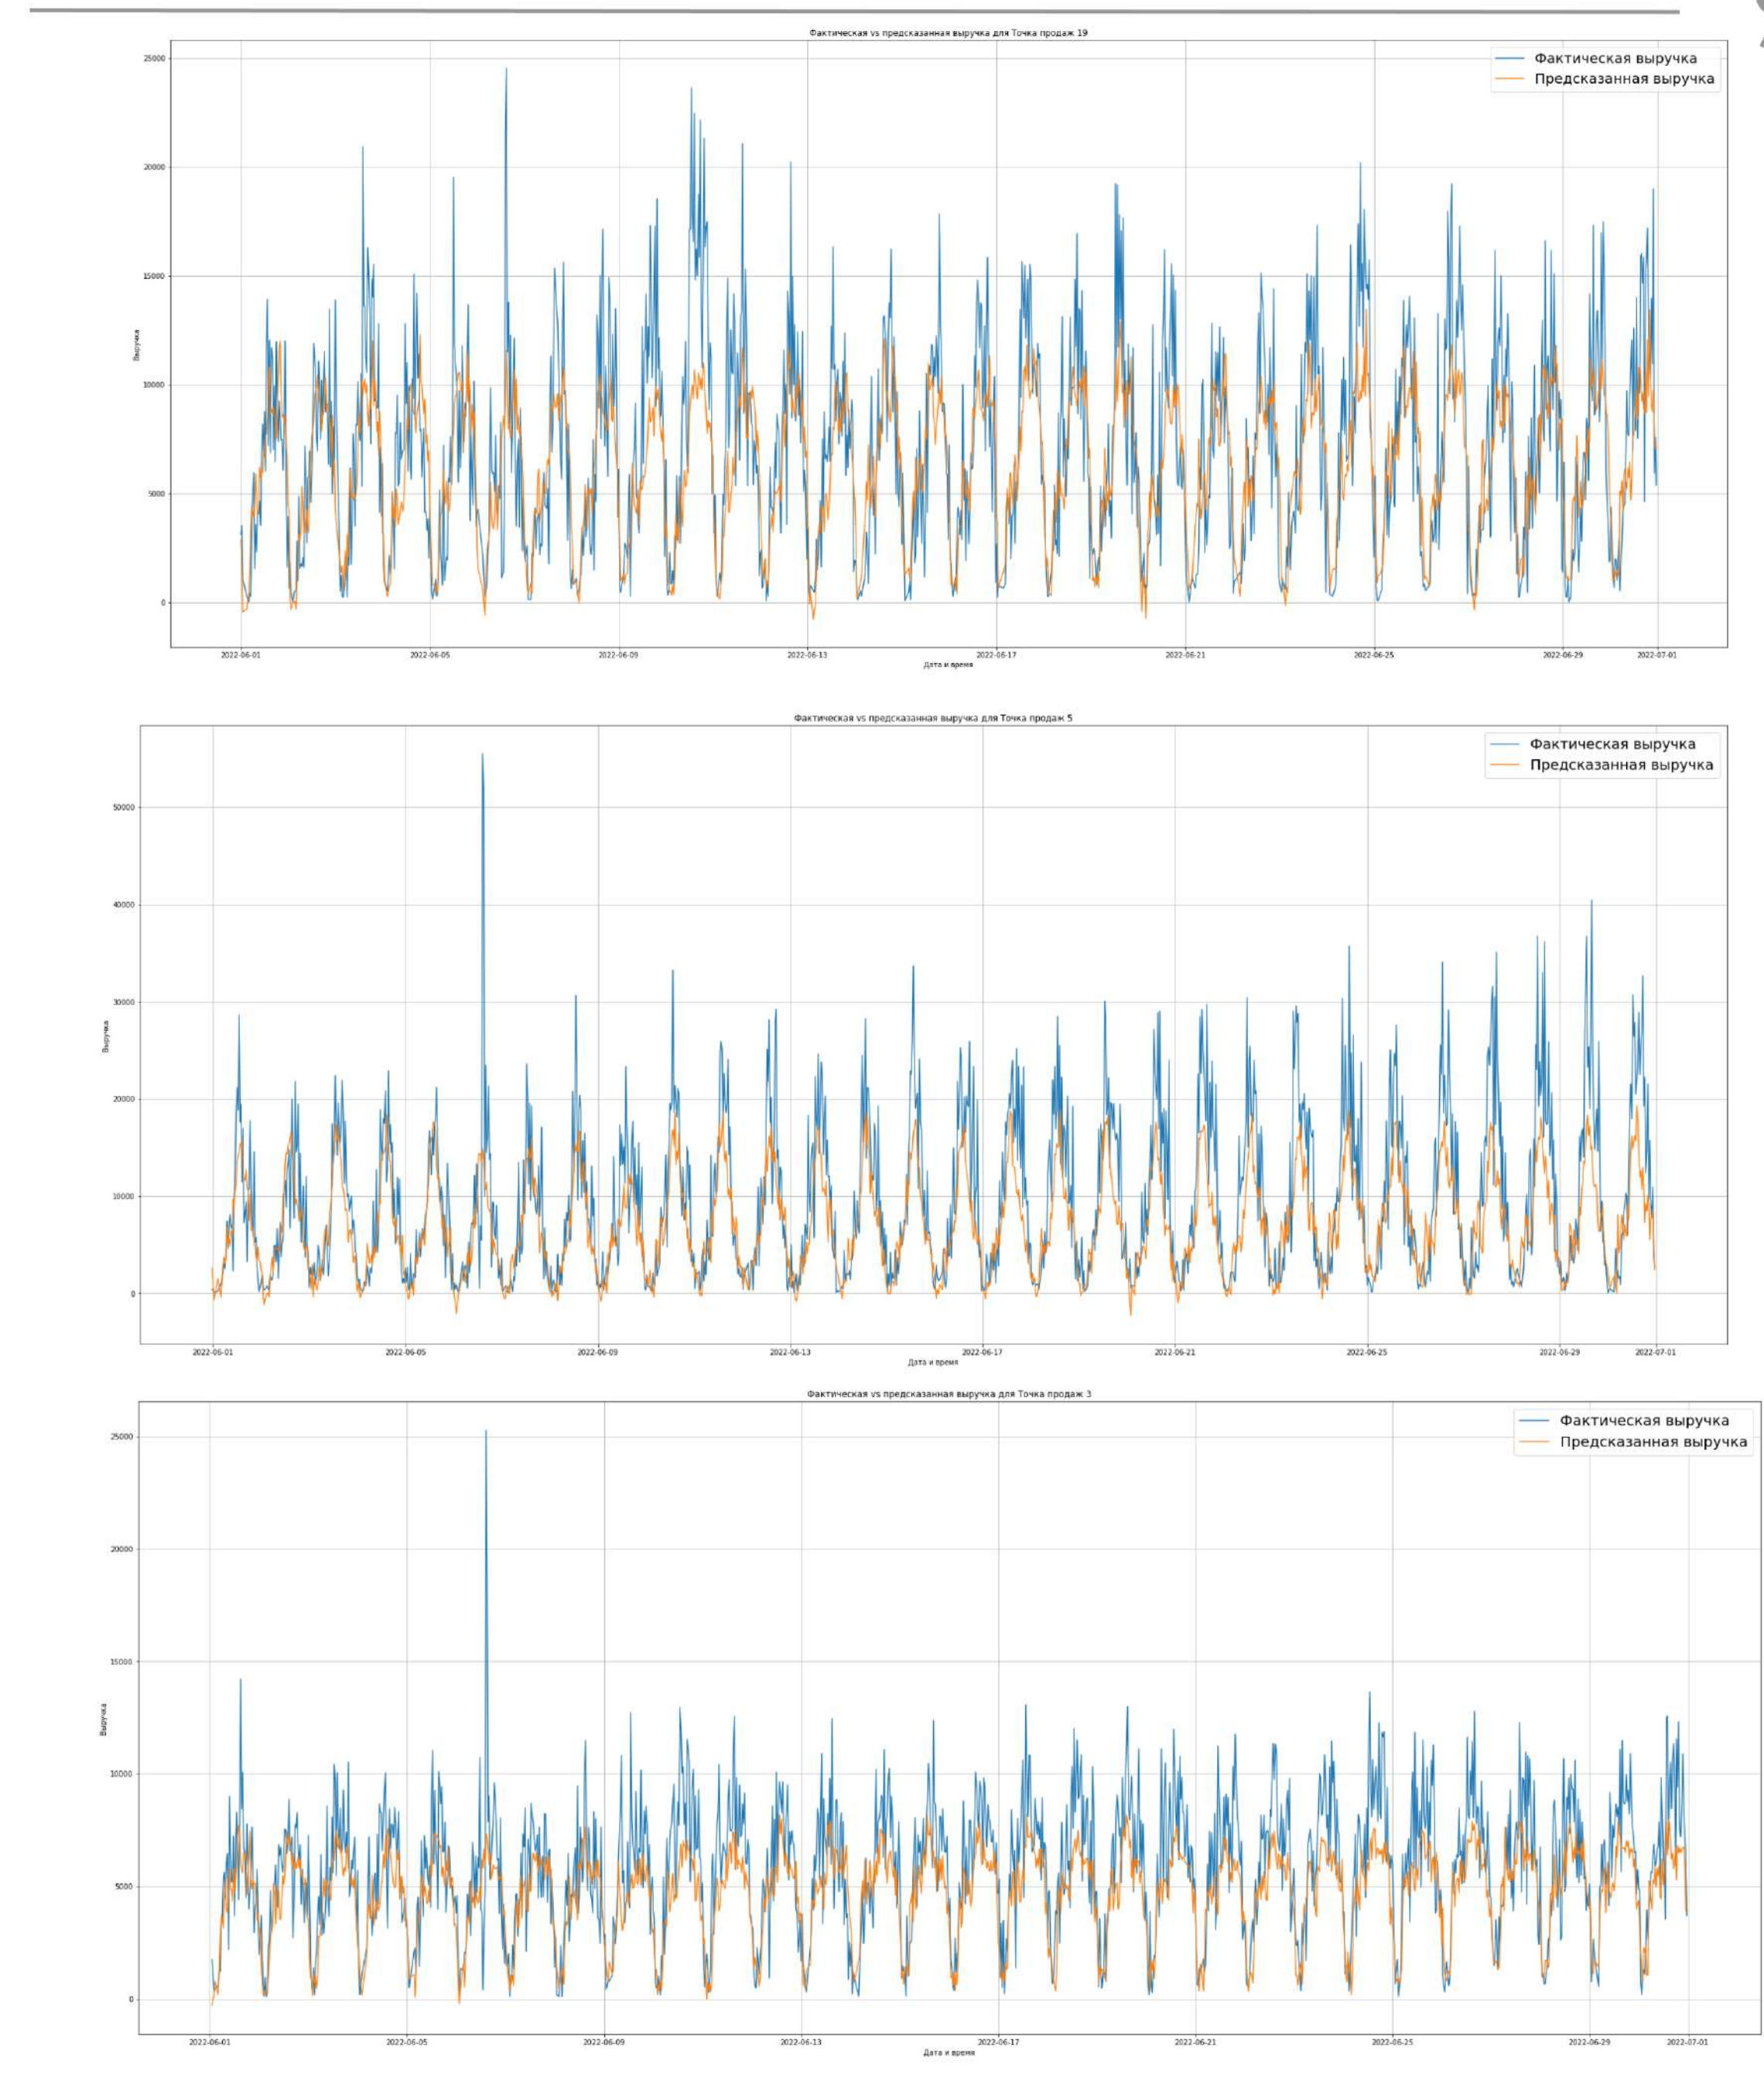 Фактическая vs предсказанная выручка для Точка продаж 19
Фактическая выручка
Предсказанная выручка
25000
20000
15000
10000
5000
0
Выручка
2022-06-01 2022-06-05 2022-06-09 2022-06-13 2022-06-17 2022-06-21 2022-06-25 2022-06-29 2022-07-01
Дата и время
Фактическая vs предсказанная выручка для Точка продаж 5
Фактическая выручка
Предсказанная выручка
50000
40000
30000
20000
10000
0
Выручка
2022-06-01 2022-06-05 2022-06-09 2022-06-13 2022-06-17 2022-06-21 2022-06-25 2022-06-29 2022-07-01
Дата и время
Фактическая vs предсказанная выручка для Точка продаж 3
Фактическая выручка
Предсказанная выручка
25000
20000
15000
10000
5000
0
Выручка
2022-06-01 2022-06-05 2022-06-09 2022-06-13 2022-06-17 2022-06-21 2022-06-25 2022-06-29 2022-07-01
Дата и время